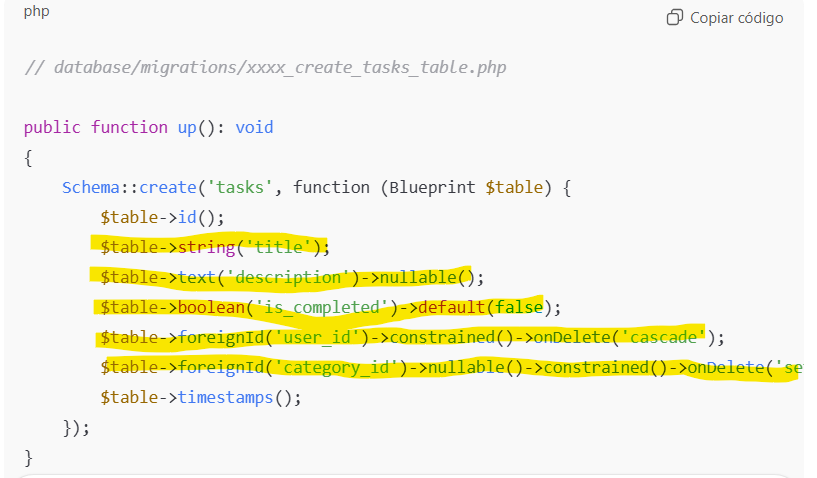 php
Copiar código
// database/migrations/xxxx_create_tasks_table.php
public function up(): void
{
    Schema::create('tasks', function (Blueprint $table) {
        $table->id();
        $table->string('title');
        $table->text('description')->nullable();
        $table->boolean('is_completed')->default(false);
        $table->foreignId('user_id')->constrained()->onDelete('cascade');
        $table->foreignId('category_id')->nullable()->constrained()->onDelete('se
        $table->timestamps();
    });
}